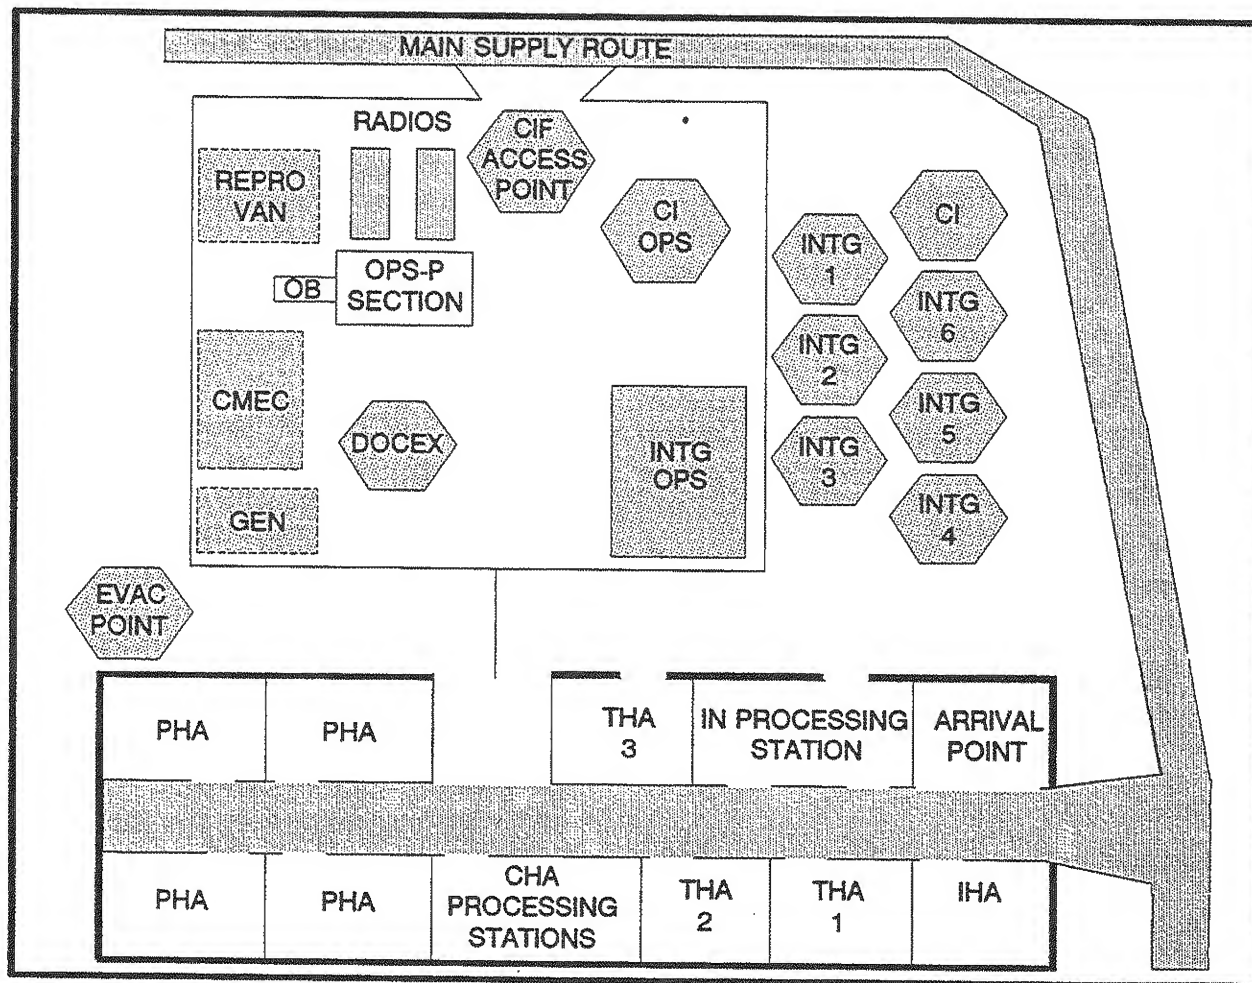 MAIN SUPPLY ROUTE
RADIOS
CIF
ACCESS
POINT
REPRO
VAN
CI
OPS
CI
INTG
1
OPS-P
SECTION
OB
INTG
6
INTG
2
CMEC
DOCEX
INTG
5
INTG
3
INTG
OPS
INTG
4
GEN
EVAC
POINT
PHA
PHA
THA
3
IN PROCESSING
STATION
ARRIVAL
POINT
PHA
PHA
CHA
PROCESSING
STATIONS
THA
2
THA
1
IHA